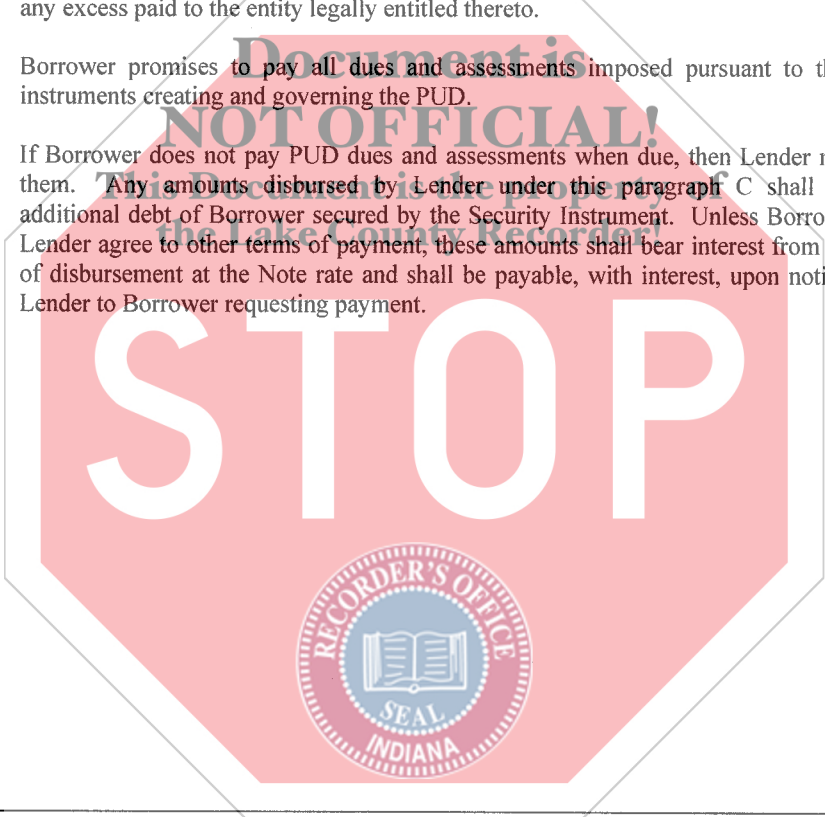 any excess paid to the entity legally entitled thereto.
Document is
Borrower promises to pay all dues and assessments imposed pursuant to
instruments creating and governing the PUD.
NOT OFFICIAL!
If Borrower does not pay PUD dues and assessments when due, then Lender
them. Any amounts disbursed by Lender under this paragraph C shall
This Document is the property of
additional debt of Borrower secured by the Security Instrument. Unless
the Lake County Recorder!
Lender agree to other terms of payment, these amounts shall bear interest from
of disbursement at the Note rate and shall be payable, with interest, upon
Lender to Borrower requesting payment.
STOP
RECORDER'S OFFICE
SEAL
INDIANA